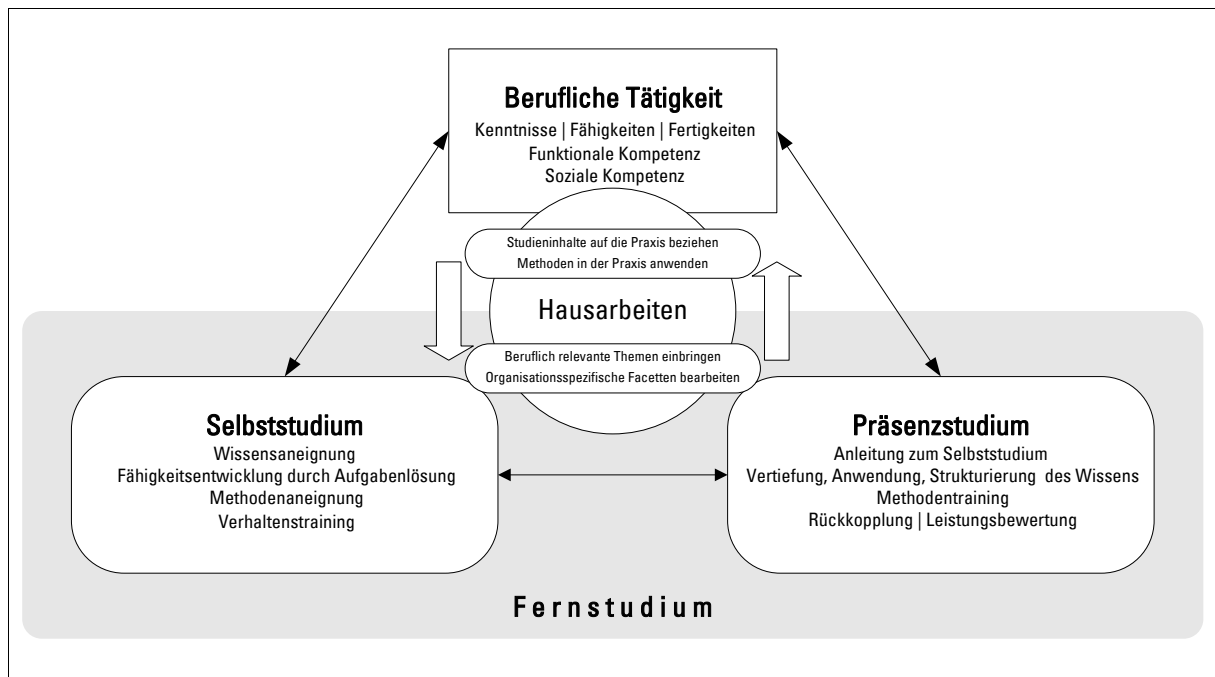 Berufliche Tätigkeit
Kenntnisse | Fähigkeiten | Fertigkeiten
Funktionale Kompetenz
Soziale Kompetenz
Studieninhalte auf die Praxis beziehen
Methoden in der Praxis anwenden
Hausarbeiten
Beruflich relevante Themen einbringen
Organisationsspezifische Facetten bearbeiten
Selbststudium
Wissensaneignung
Fähigkeitsentwicklung durch Aufgabenlösung
Methodenaneignung
Verhaltenstraining
Präsenzstudium
Anleitung zum Selbststudium
Vertiefung, Anwendung, Strukturierung des Wissens
Methodentraining
Rückkopplung | Leistungsbewertung
Fernstudium